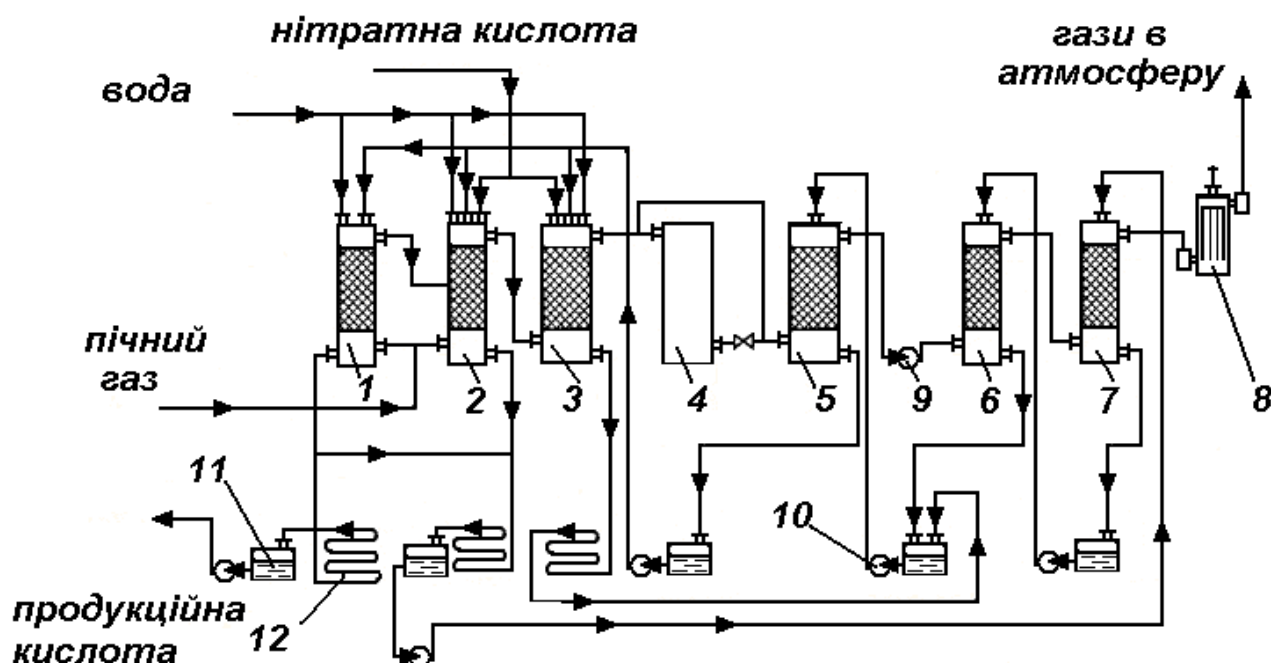 нітратна кислота
гази в
атмосферу
вода
пічний
газ
1
2
3
4
5
9
6
7
8
11
10
12
продукційна
кислота